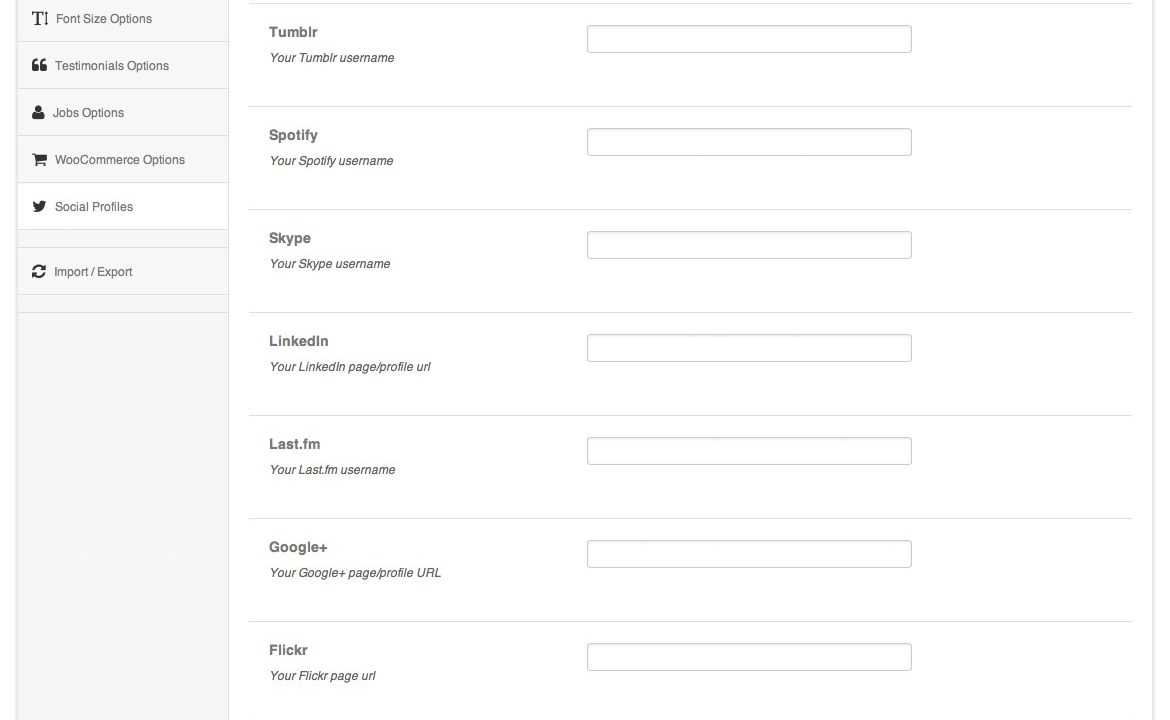 Font Size Options
Testimonials Options
Jobs Options
WooCommerce Options
Social Profiles
Import / Export
Tumblr
Your Tumblr username
Spotify
Your Spotify username
Skype
Your Skype username
LinkedIn
Your LinkedIn page/profile url
Last.fm
Your Last.fm username
Google+
Your Google+ page/profile URL
Flickr
Your Flickr page url